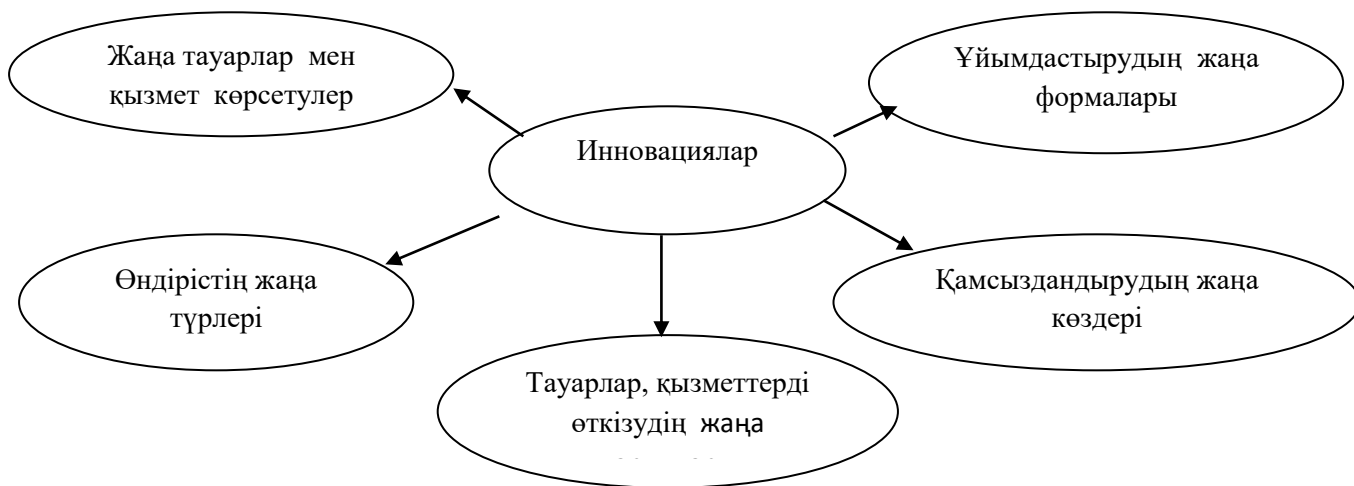 Жаңа тауарлар мен
қызмет көрсетулер
Ұйымдастырудың жаңа
формалары
Инновациялар
Өндірістің жаңа
түрлері
Қамсыздандырудың жаңа
көздері
Тауарлар, қызметтерді
өткізудің жаңа